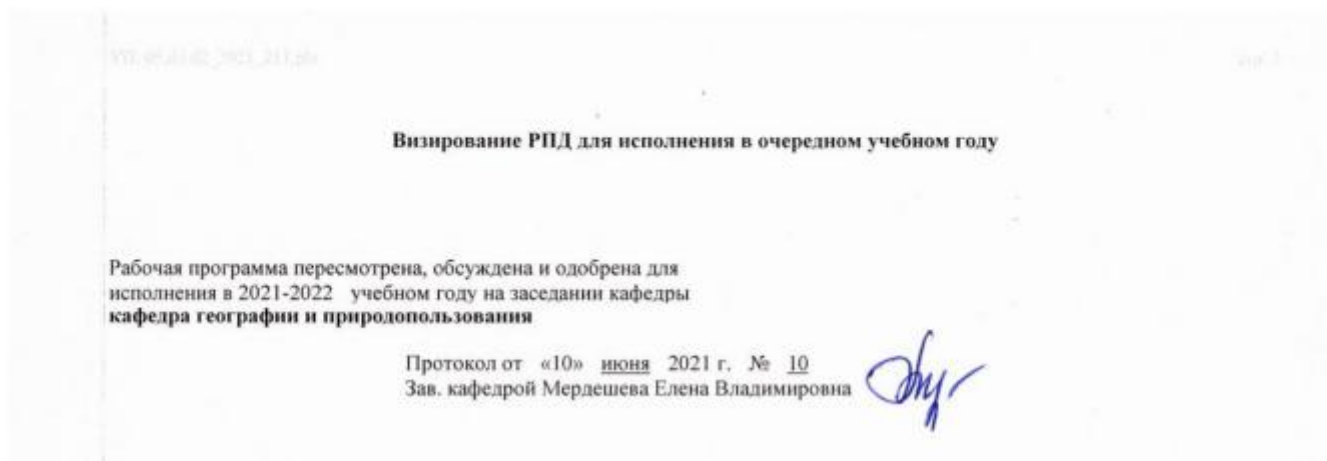 Визирование РПД для исполнения в очередном учебном году
Рабочая программа пересмотрена, обсуждена и одобрена для
исполнения в 2021-2022 учебном году на заседании кафедры
кафедра географии и природопользования
Протокол от «10» июня 2021 г. № 10
Зав. кафедрой Мердешева Елена Владимировна